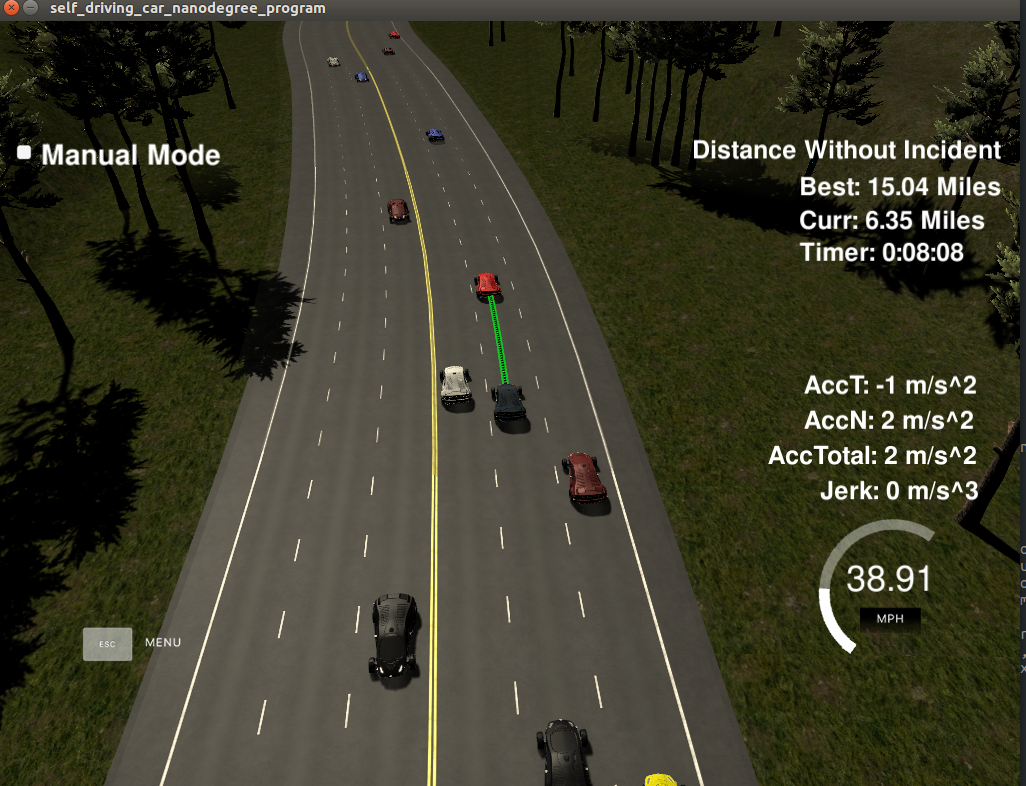 self_driving_car_nanodegree_program
Manual Mode
Distance Without Incident
Best: 15.04 Miles
Curr: 6.35 Miles
Timer: 0:08:08
AccT: -1 m/s^2
AccN: 2 m/s^2
AccTotal: 2 m/s^2
Jerk: 0 m/s^3
38.91
MPH
ESC MENU